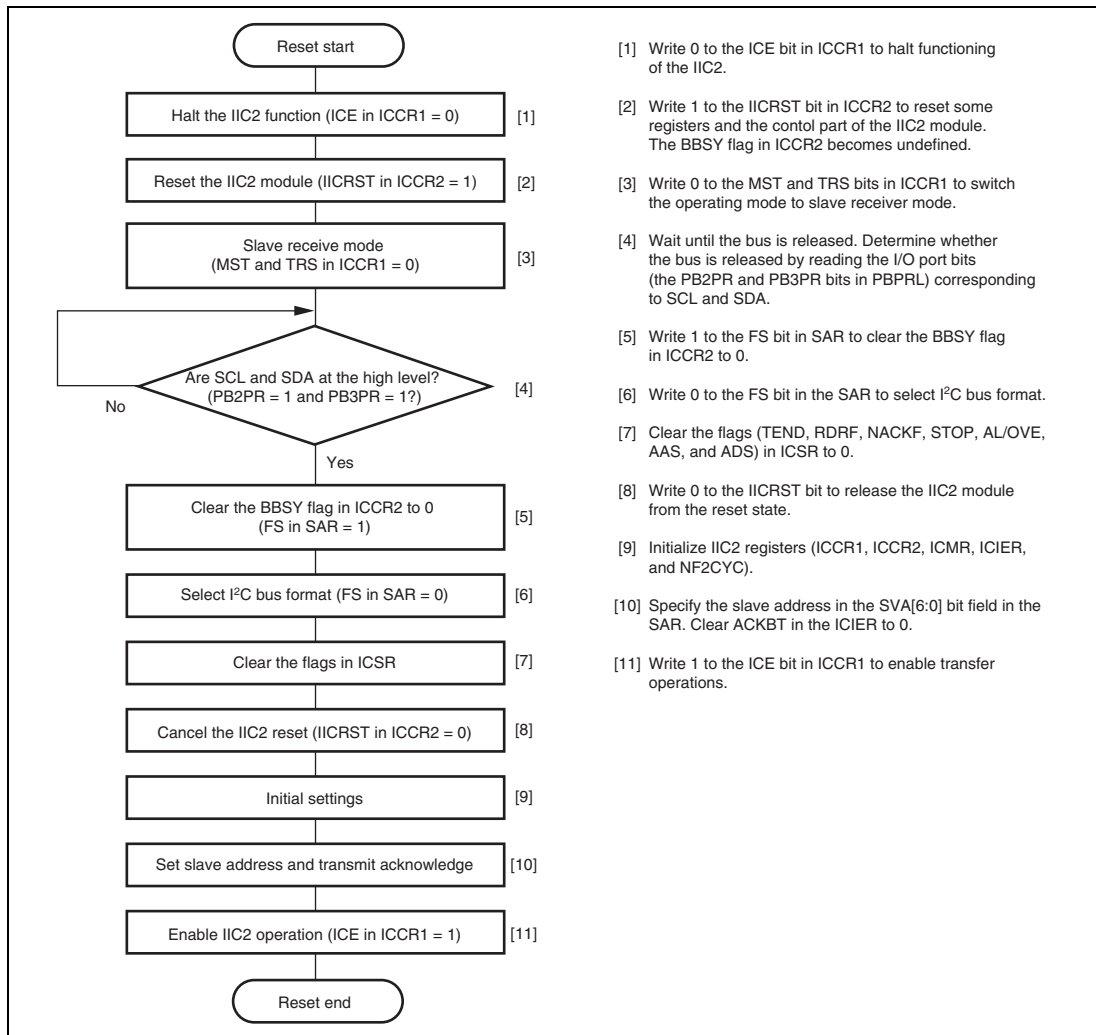 Reset start
Halt the IIC2 function (ICE in ICCR1 = 0)
[1]
Reset the IIC2 module (IICRST in ICCR2 = 1)
[2]
Slave receive mode
(MST and TRS in ICCR1 = 0)
[3]
Are SCL and SDA at the high level?
(PB2PR = 1 and PB3PR = 1?)
[4]
No
Yes
Clear the BBSY flag in ICCR2 to 0
(FS in SAR = 1)
[5]
Select I²C bus format (FS in SAR = 0)
[6]
Clear the flags in ICSR
[7]
Cancel the IIC2 reset (IICRST in ICCR2 = 0)
[8]
Initial settings
[9]
Set slave address and transmit acknowledge
[10]
Enable IIC2 operation (ICE in ICCR1 = 1)
[11]
Reset end
[1] Write 0 to the ICE bit in ICCR1 to halt functioning
of the IIC2.
[2] Write 1 to the IICRST bit in ICCR2 to reset some
registers and the contol part of the IIC2 module.
The BBSY flag in ICCR2 becomes undefined.
[3] Write 0 to the MST and TRS bits in ICCR1 to switch
the operating mode to slave receiver mode.
[4] Wait until the bus is released. Determine whether
the bus is released by reading the I/O port bits
(the PB2PR and PB3PR bits in PBPRL) corresponding
to SCL and SDA.
[5] Write 1 to the FS bit in SAR to clear the BBSY flag
in ICCR2 to 0.
[6] Write 0 to the FS bit in the SAR to select I²C bus format.
[7] Clear the flags (TEND, RDRF, NACKF, STOP, AL/OVE,
AAS, and ADS) in ICSR to 0.
[8] Write 0 to the IICRST bit to release the IIC2 module
from the reset state.
[9] Initialize IIC2 registers (ICCR1, ICCR2, ICMR, ICIER,
and NF2CYC).
[10] Specify the slave address in the SVA[6:0] bit field in the
SAR. Clear ACKBT in the ICIER to 0.
[11] Write 1 to the ICE bit in ICCR1 to enable transfer
operations.